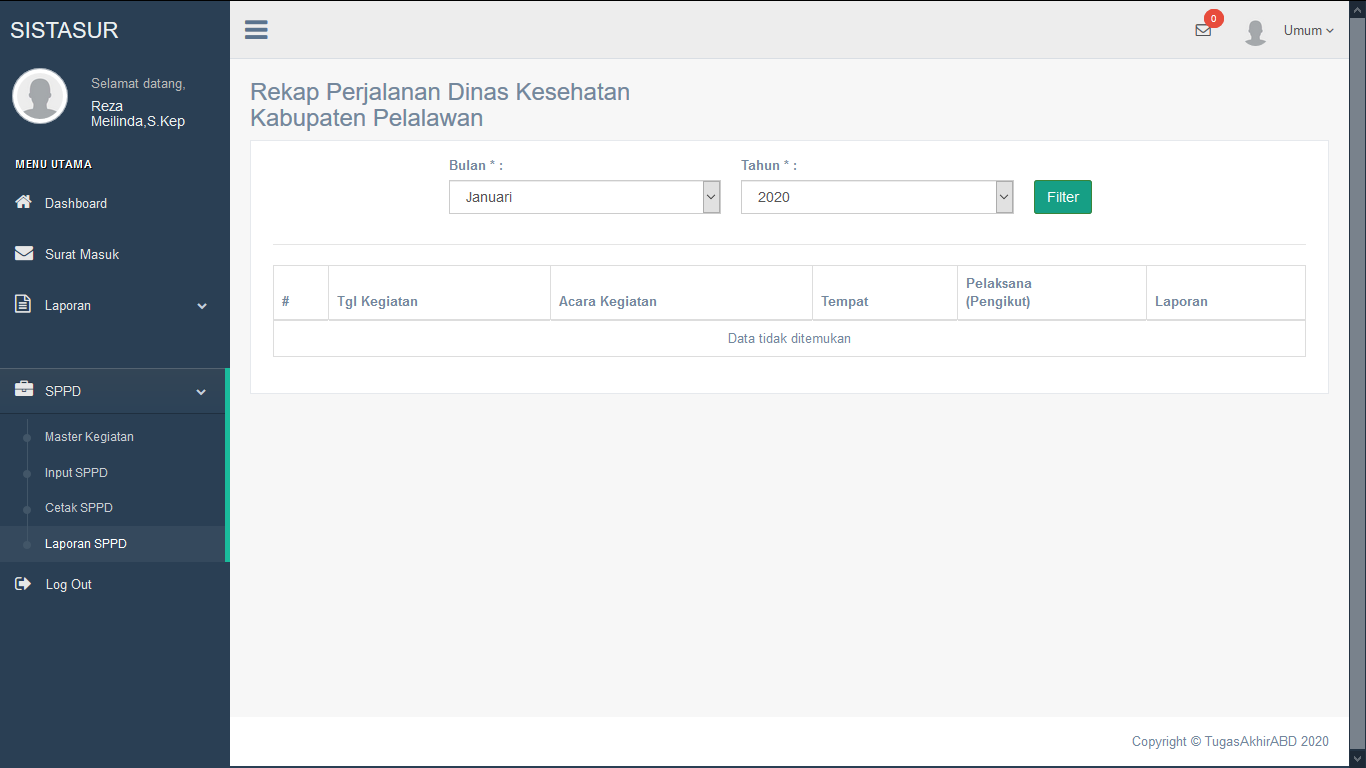 SISTASUR
0
Umum
Selamat datang,
Reza
Meilinda,S.Kep
MENU UTAMA
Dashboard
Surat Masuk
Laporan
SPPD
Master Kegiatan
Input SPPD
Cetak SPPD
Laporan SPPD
Log Out
Rekap Perjalanan Dinas Kesehatan
Kabupaten Pelalawan
Bulan * :
Tahun * :
Januari
2020
Filter
# Tgl Kegiatan Acara Kegiatan Tempat Pelaksana
(Pengikut) Laporan
Data tidak ditemukan
Copyright © TugasAkhirABD 2020